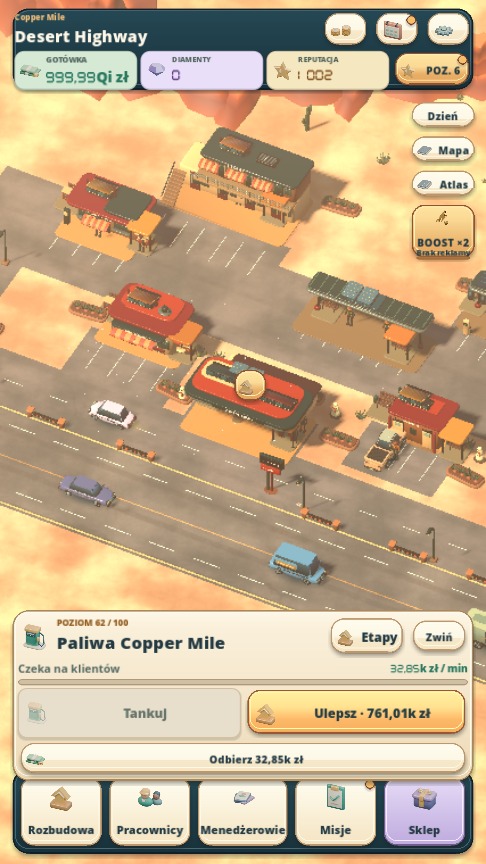 Copper Mile
Desert Highway
GOTÓWKA
999,99Qi zł
DIAMENTY
0
REPUTACJA
1 002
POZ. 6
Dzień
Mapa
Atlas
BOOST ×2
Brak reklamy
POZIOM 62 / 100
Paliwa Copper Mile
Etapy
Zwiń
Czeka na klientów
32,85k zł / min
Tankuj
Ulepsz · 761,01k zł
Odbierz 32,85k zł
Rozbudowa
Pracownicy
Menedżerowie
Misje
Sklep